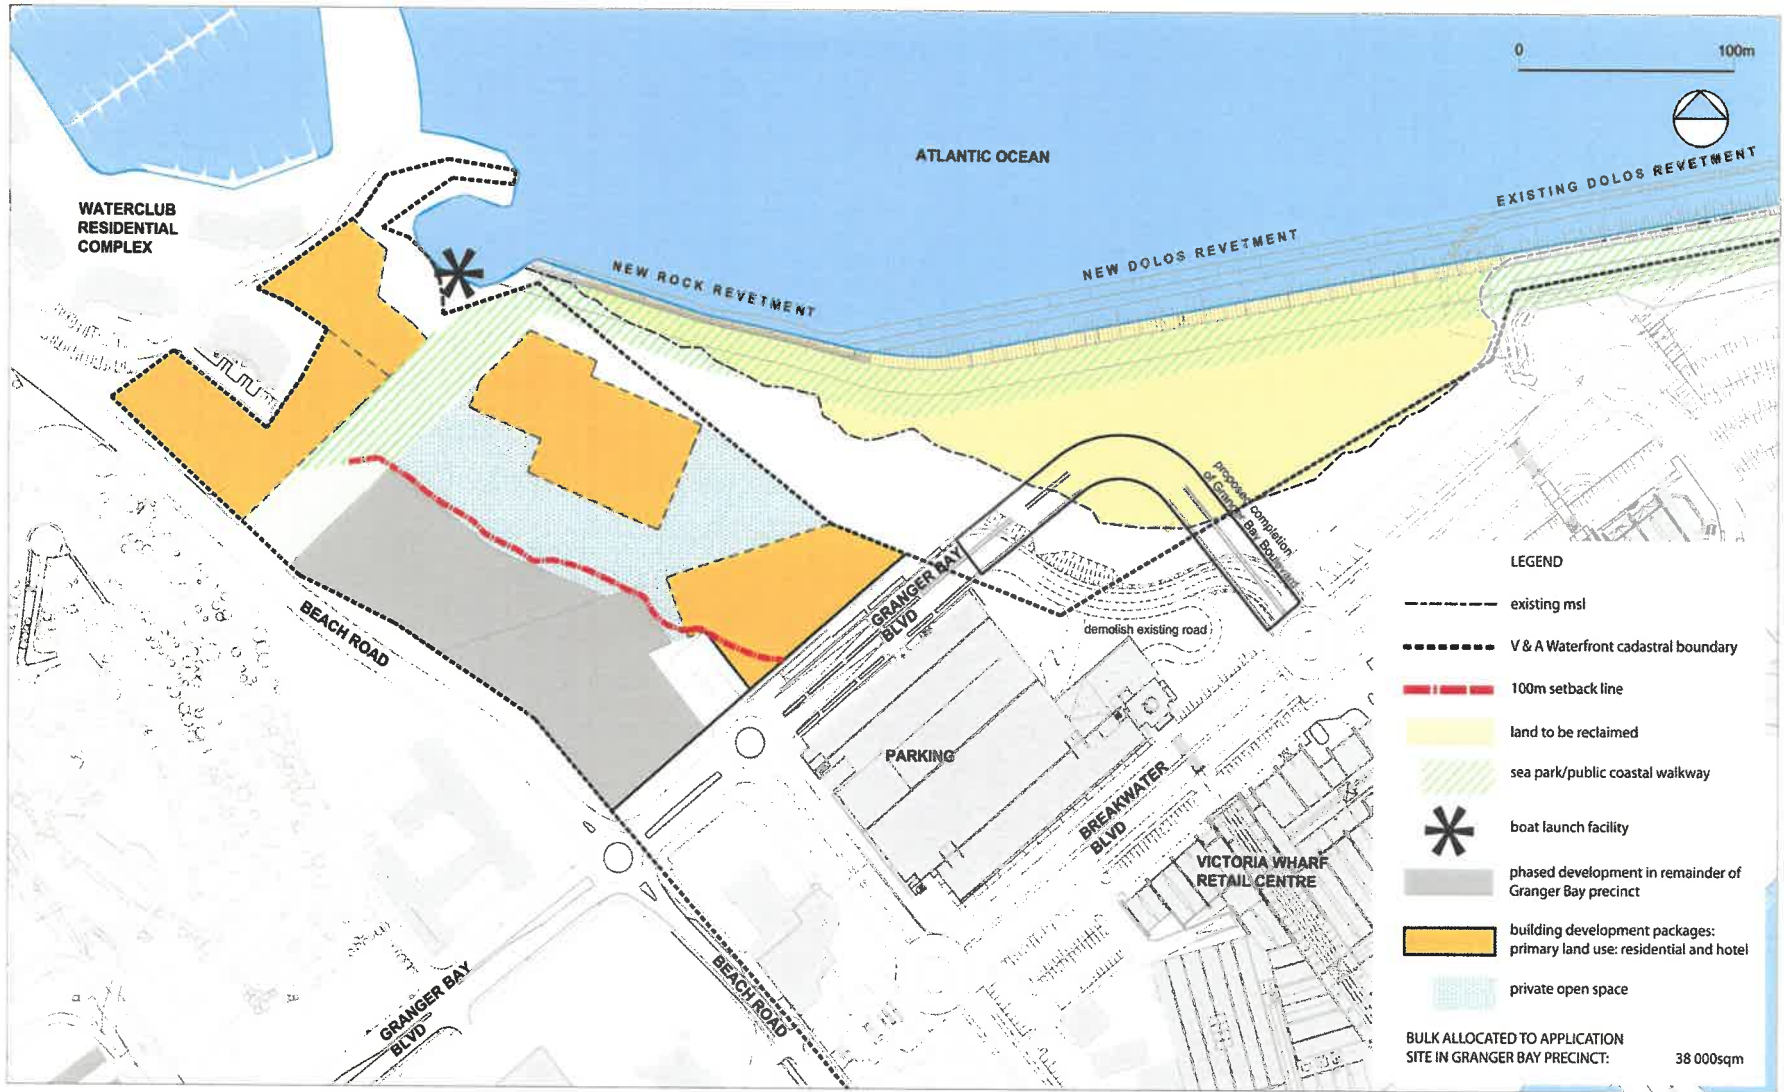 0 100m
ATLANTIC OCEAN
EXISTING DOLOS REVETMENT
WATERCLUB
RESIDENTIAL
COMPLEX
NEW DOLOS REVETMENT
NEW ROCK REVETMENT
proposed completion
of Granger Bay Boulevard
GRANGER BAY
BLVD
BEACH ROAD
demolish existing road
PARKING
BREAKWATER
BLVD
VICTORIA WHARF
RETAIL CENTRE
BEACH ROAD
GRANGER BAY
BLVD
LEGEND
existing msl
V & A Waterfront cadastral boundary
100m setback line
land to be reclaimed
sea park/public coastal walkway
boat launch facility
phased development in remainder of
Granger Bay precinct
building development packages:
primary land use: residential and hotel
private open space
BULK ALLOCATED TO APPLICATION
SITE IN GRANGER BAY PRECINCT: 38 000sqm